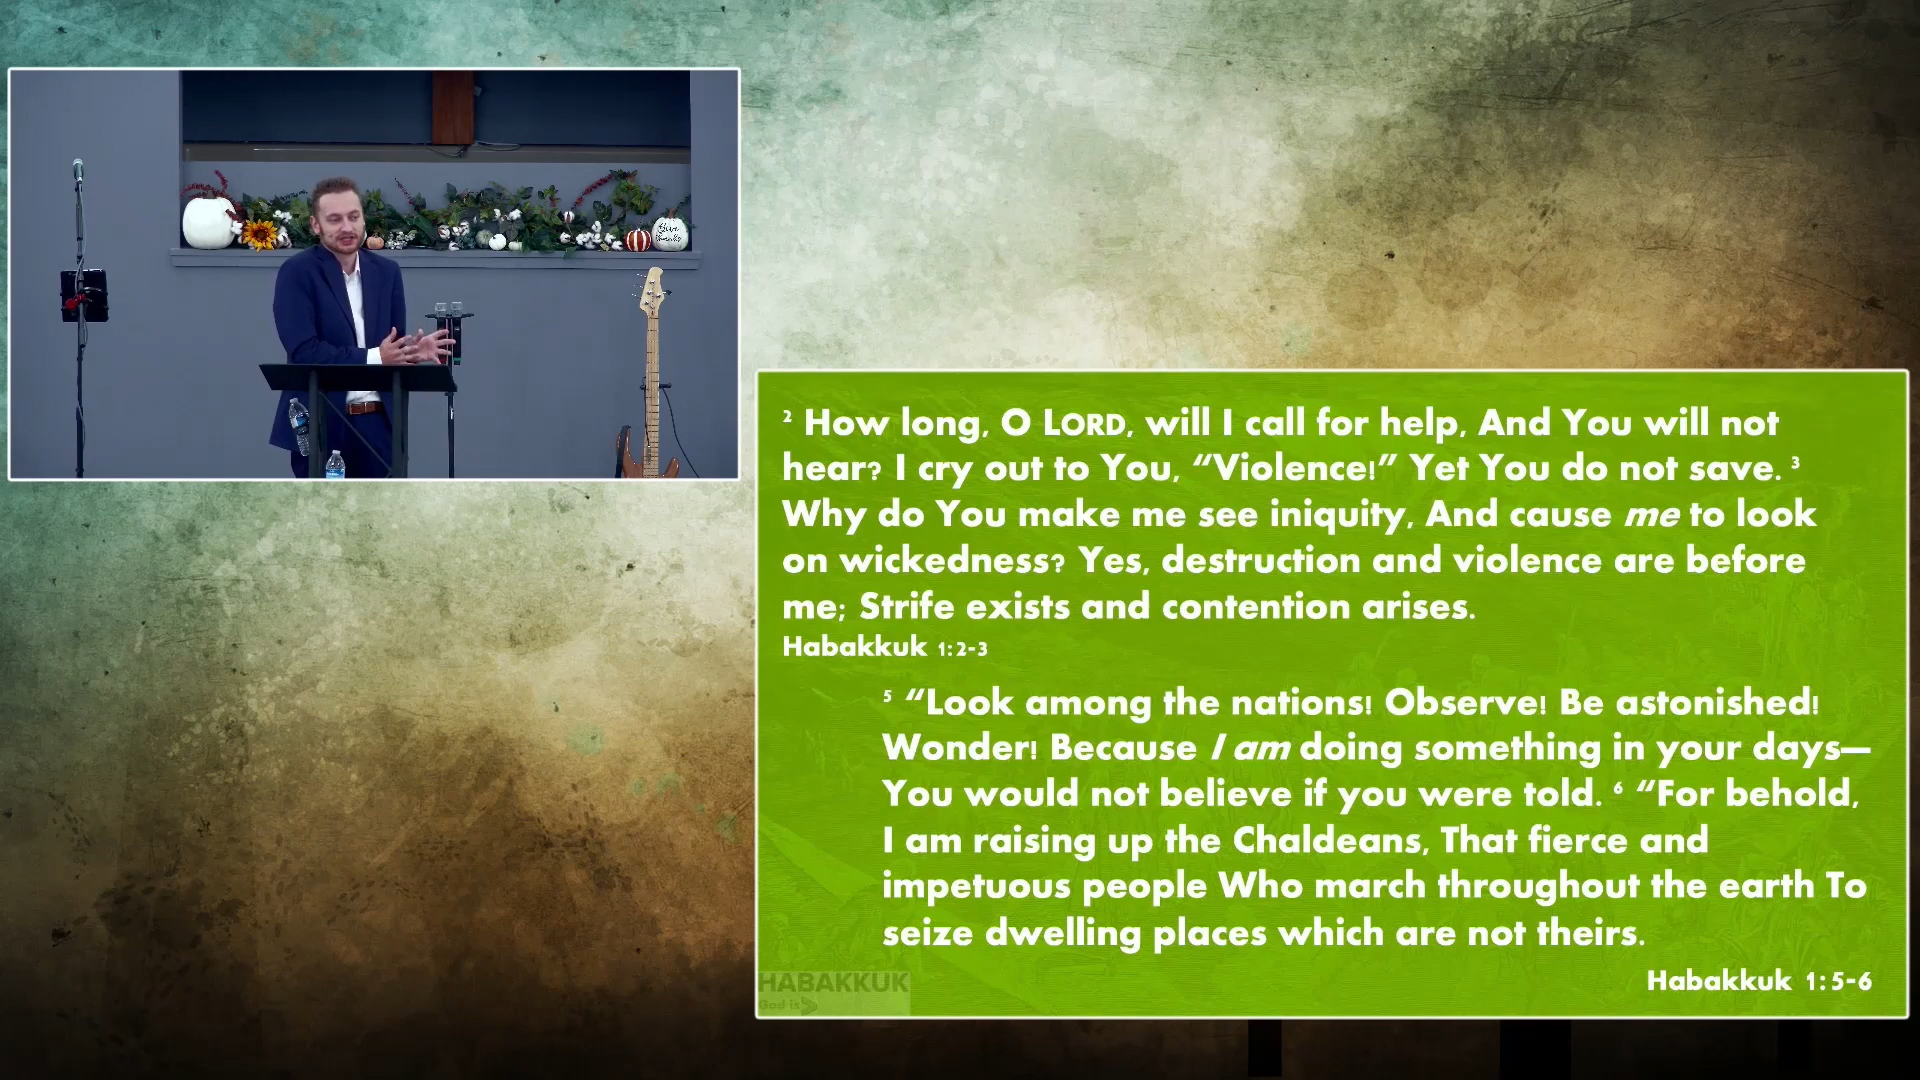 Give
thanks
² How long, O LORD, will I call for help, And You will not
hear? I cry out to You, “Violence!” Yet You do not save. ³
Why do You make me see iniquity, And cause me to look
on wickedness? Yes, destruction and violence are before
me; Strife exists and contention arises.
Habakkuk 1:2-3
⁵ “Look among the nations! Observe! Be astonished!
Wonder! Because I am doing something in your days—
You would not believe if you were told. ⁶ “For behold,
I am raising up the Chaldeans, That fierce and
impetuous people Who march throughout the earth To
seize dwelling places which are not theirs.
Habakkuk 1:5-6
HABAKKUK
God is >